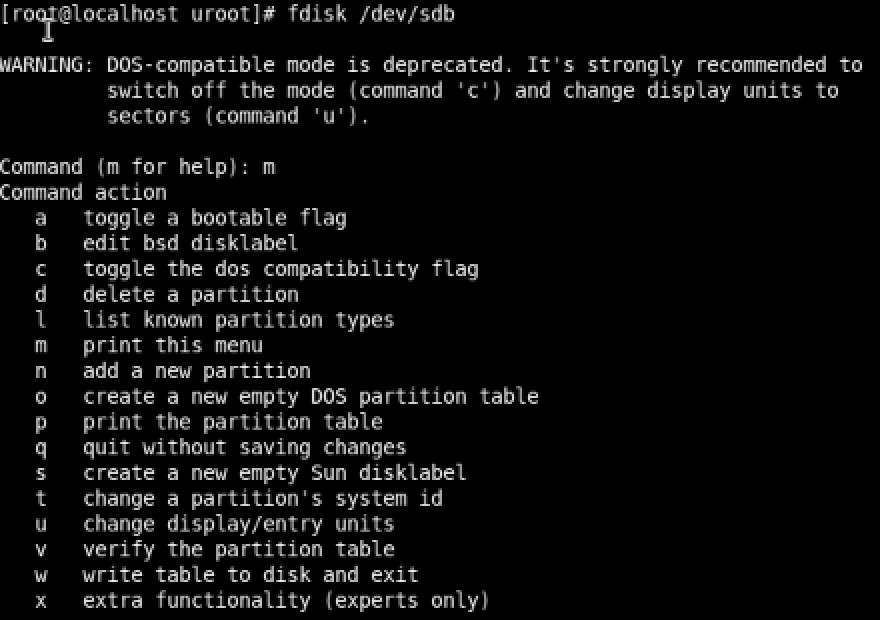 [root@localhost uroot]# fdisk /dev/sdb
WARNING: DOS-compatible mode is deprecated. It's strongly recommended to
switch off the mode (command 'c') and change display units to
sectors (command 'u').
Command (m for help): m
Command action
a toggle a bootable flag
b edit bsd disklabel
c toggle the dos compatibility flag
d delete a partition
l list known partition types
m print this menu
n add a new partition
o create a new empty DOS partition table
p print the partition table
q quit without saving changes
s create a new empty Sun disklabel
t change a partition's system id
u change display/entry units
v verify the partition table
w write table to disk and exit
x extra functionality (experts only)